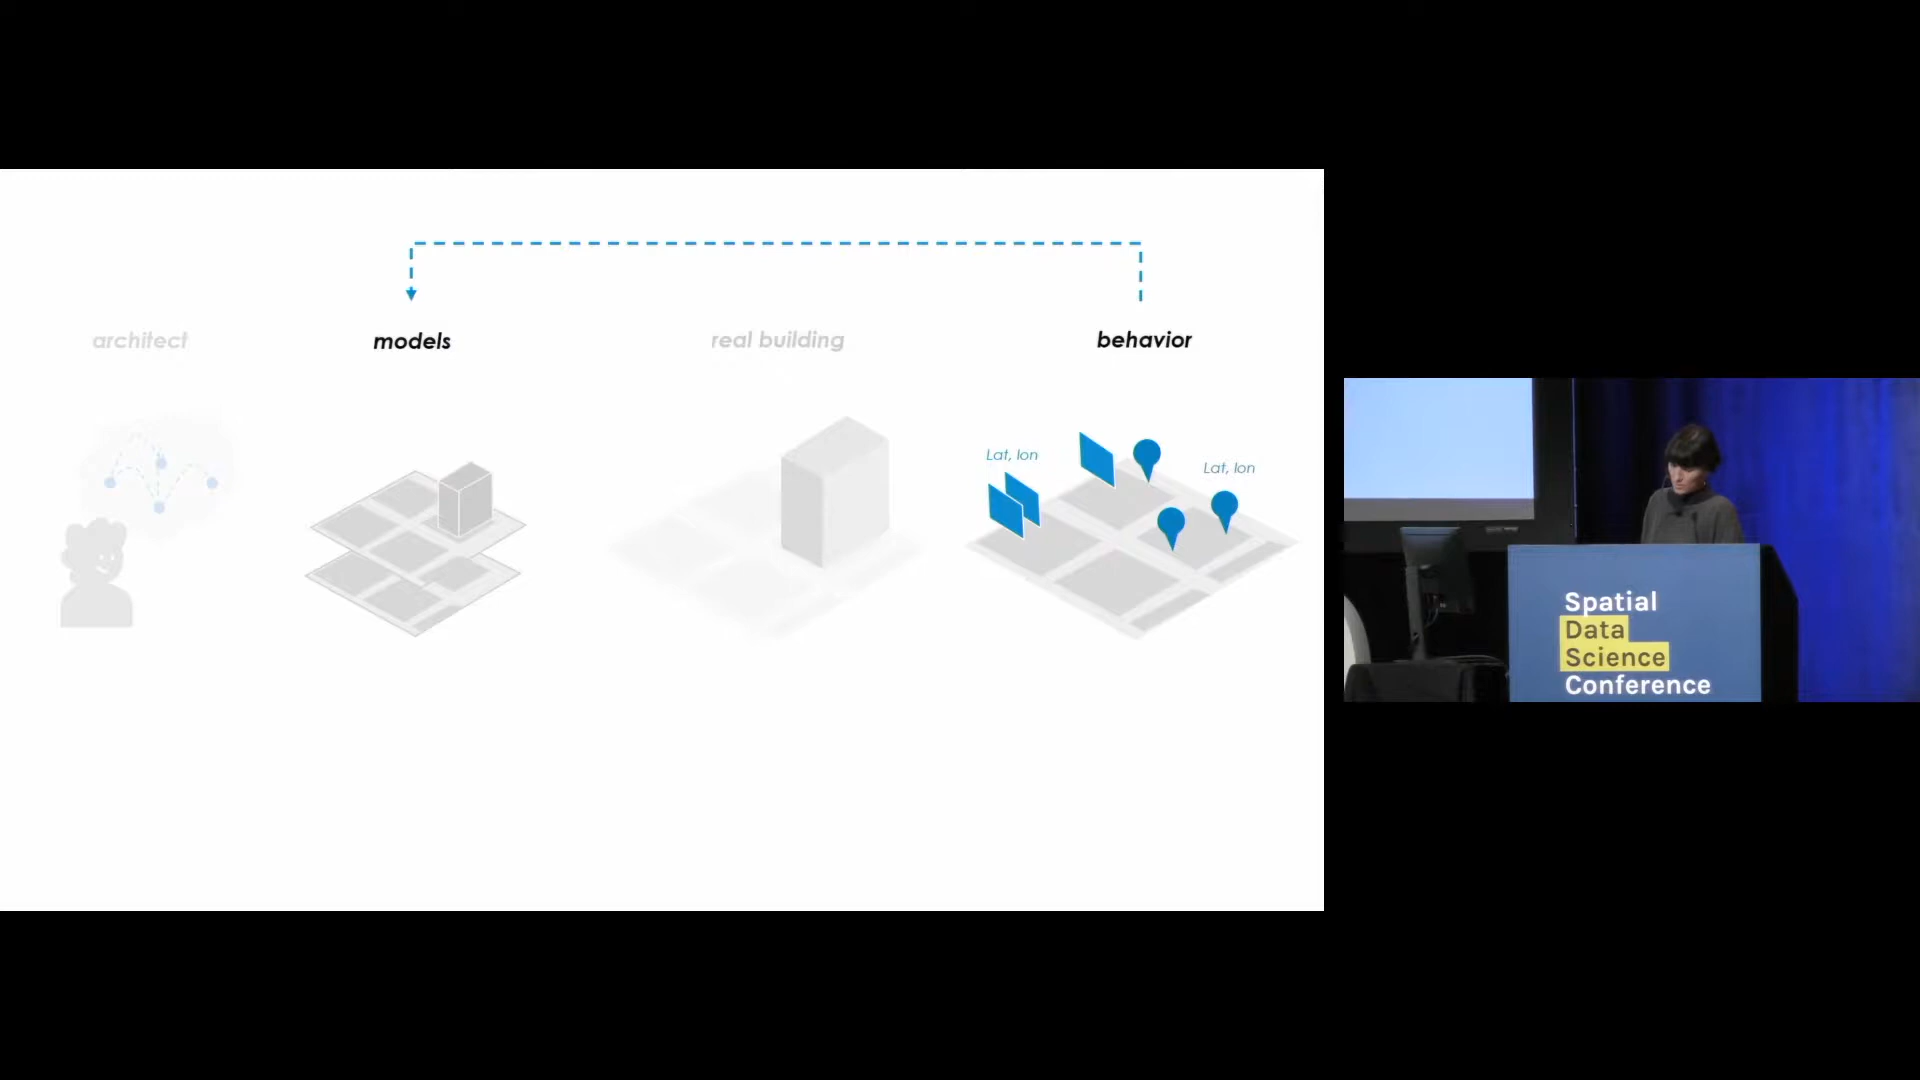 architect
models
real building
behavior
Lat, lon
Lat, lon
Spatial
Data
Science
Conference